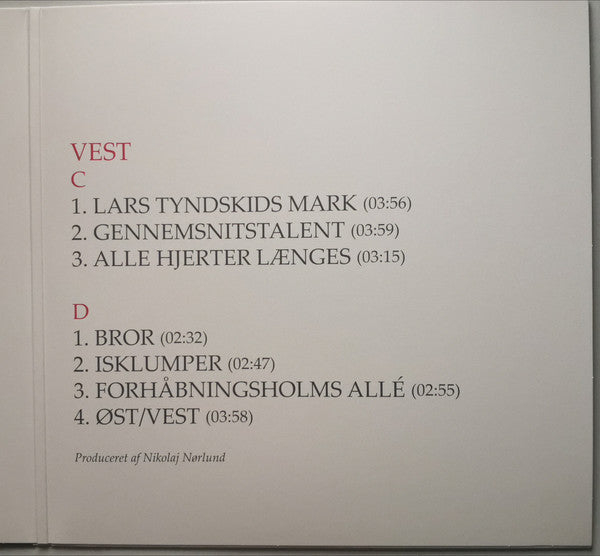 VEST
C
1. LARS TYNDSKIDS MARK (03:56)
2. GENNEMSNITSTALENT (03:59)
3. ALLE HJERTER LÆNGES (03:15)
D
1. BROR (02:32)
2. ISKLUMPER (02:47)
3. FORHÅBNINGSHOLMS ALLÉ (02:55)
4. ØST/VEST (03:58)
Produceret af Nikolaj Nørlund